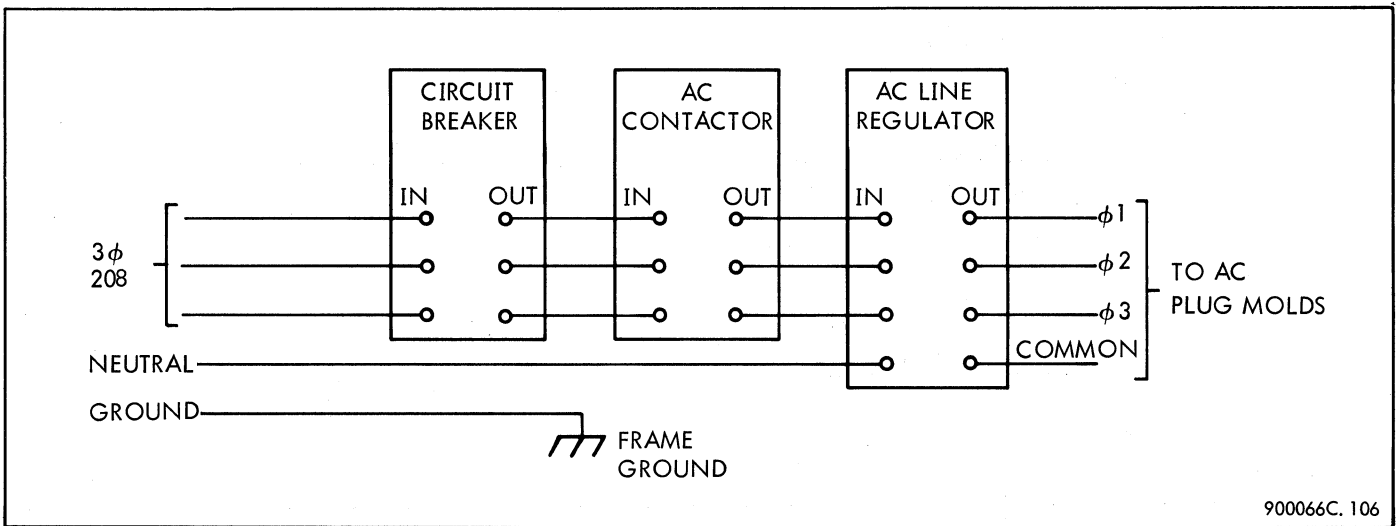 CIRCUIT
BREAKER
AC
CONTACTOR
AC LINE
REGULATOR
IN OUT IN OUT IN OUT
3ϕ
208
ϕ1
ϕ2
ϕ3
TO AC
PLUG MOLDS
NEUTRAL
COMMON
GROUND
FRAME
GROUND
900066C. 106